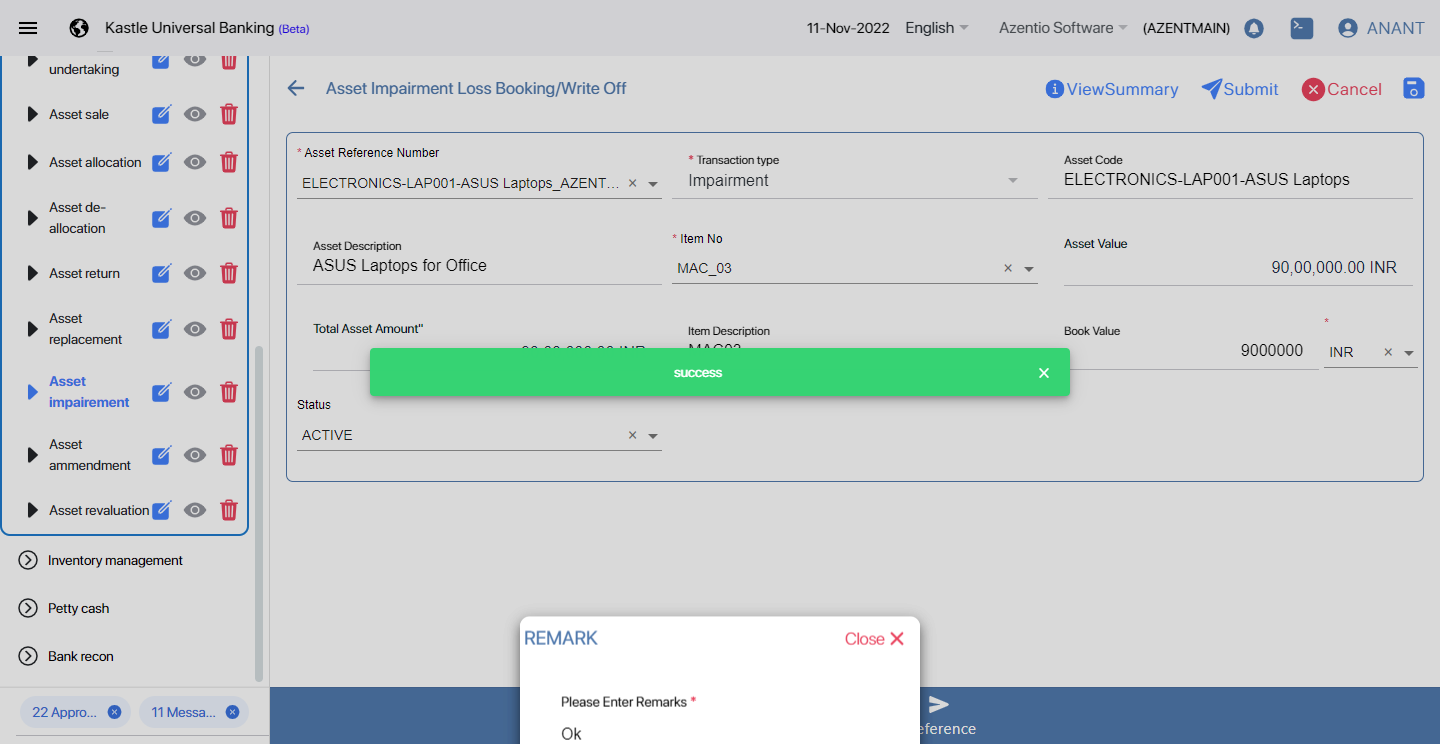 Kastle Universal Banking (Beta)
11-Nov-2022
English
Azentio Software
(AZENTMAIN)
ANANT
undertaking
Asset sale
Asset allocation
Asset de-
allocation
Asset return
Asset
replacement
Asset
impairement
Asset
ammendment
Asset revaluation
Inventory management
Petty cash
Bank recon
22 Appro...
11 Messa...
Asset Impairment Loss Booking/Write Off
ViewSummary
Submit
Cancel
* Asset Reference Number
ELECTRONICS-LAP001-ASUS Laptops_AZENT...
* Transaction type
Impairment
Asset Code
ELECTRONICS-LAP001-ASUS Laptops
Asset Description
ASUS Laptops for Office
* Item No
MAC_03
Asset Value
90,00,000.00 INR
Total Asset Amount"
Item Description
Book Value
9000000
*
INR
success
Status
ACTIVE
REMARK
Close
Please Enter Remarks *
Ok
eference